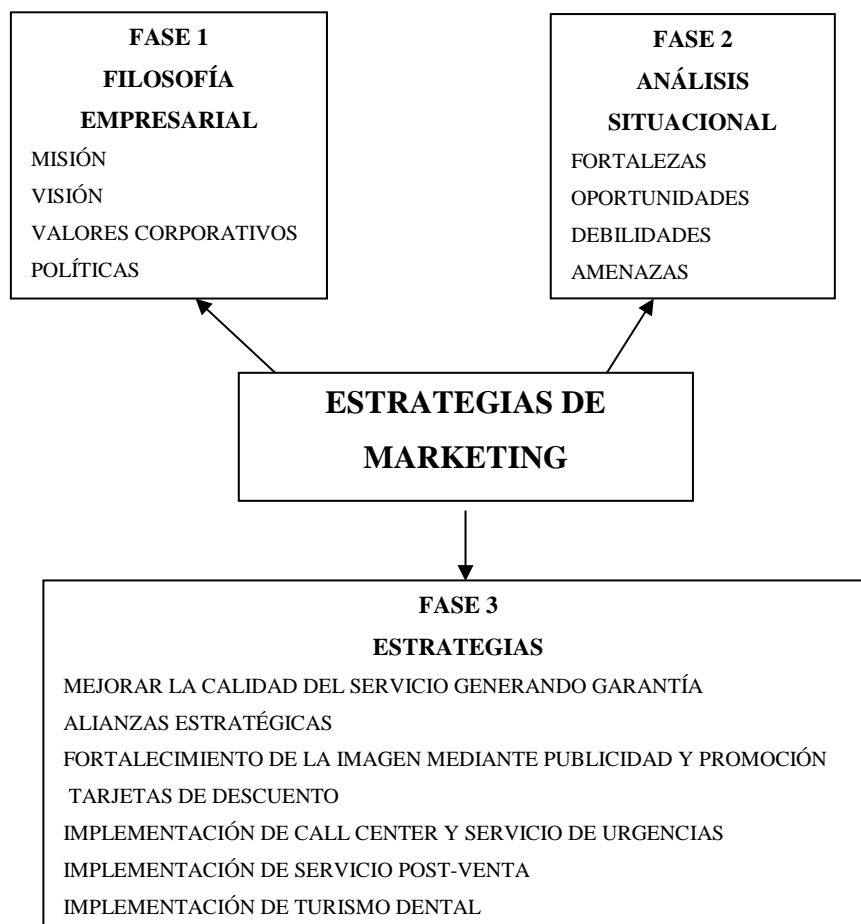 FASE 1
FILOSOFÍA
EMPRESARIAL
MISIÓN
VISIÓN
VALORES CORPORATIVOS
POLÍTICAS
FASE 2
ANÁLISIS
SITUACIONAL
FORTALEZAS
OPORTUNIDADES
DEBILIDADES
AMENAZAS
ESTRATEGIAS DE
MARKETING
FASE 3
ESTRATEGIAS
MEJORAR LA CALIDAD DEL SERVICIO GENERANDO GARANTÍA
ALIANZAS ESTRATÉGICAS
FORTALECIMIENTO DE LA IMAGEN MEDIANTE PUBLICIDAD Y PROMOCIÓN
TARJETAS DE DESCUENTO
IMPLEMENTACIÓN DE CALL CENTER Y SERVICIO DE URGENCIAS
IMPLEMENTACIÓN DE SERVICIO POST-VENTA
IMPLEMENTACIÓN DE TURISMO DENTAL